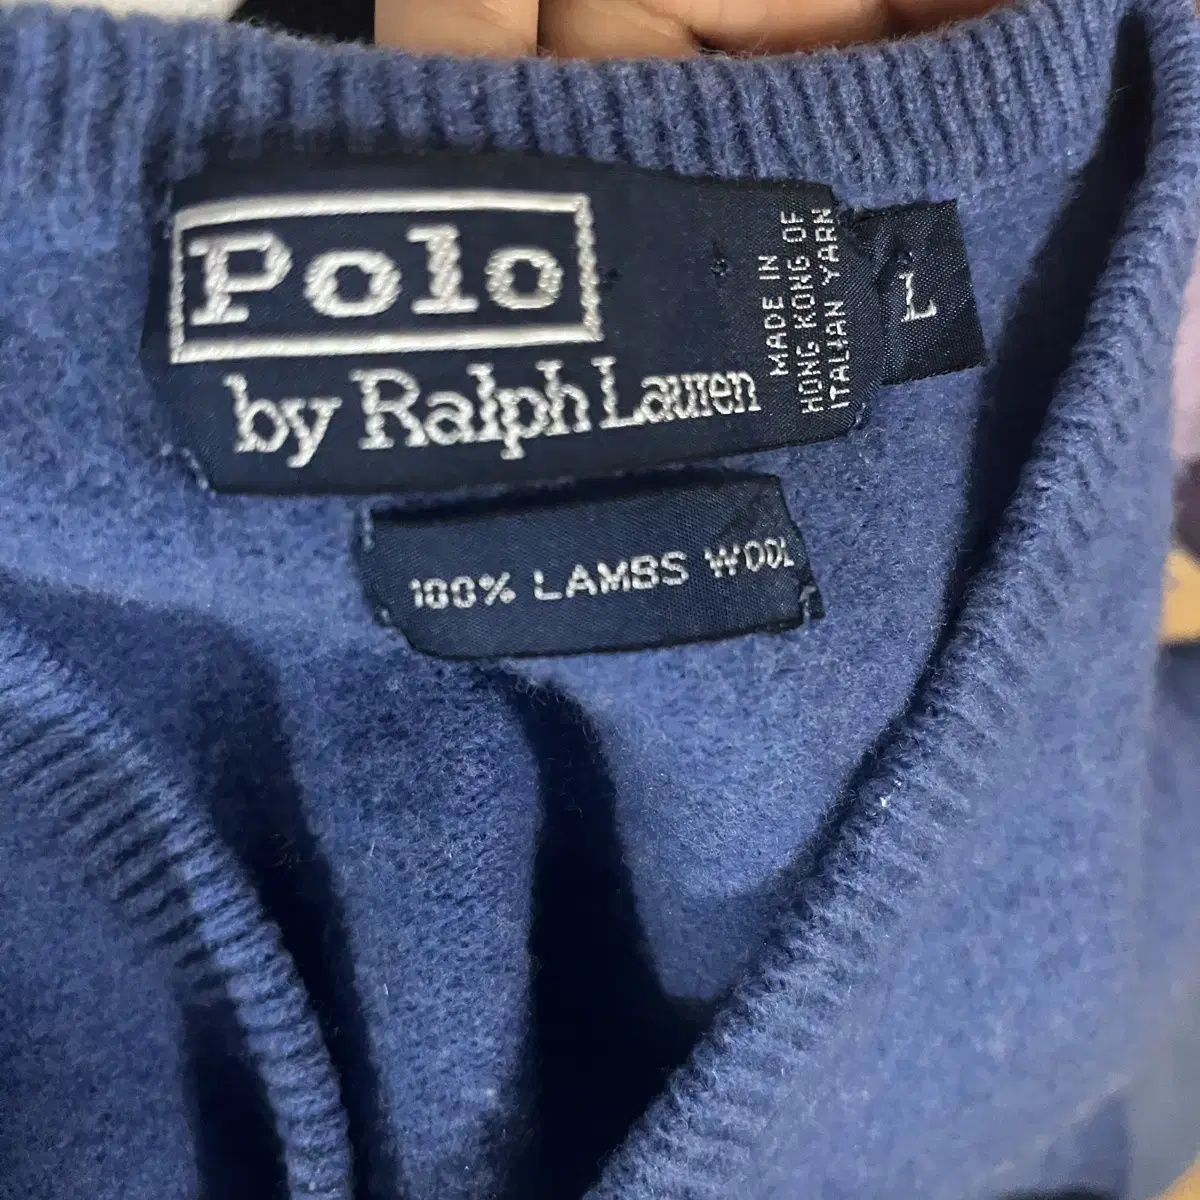 Polo
by Ralph Lauren
MADE IN
HONG KONG OF
ITALIAN YARN
L
100% LAMBS WOOL